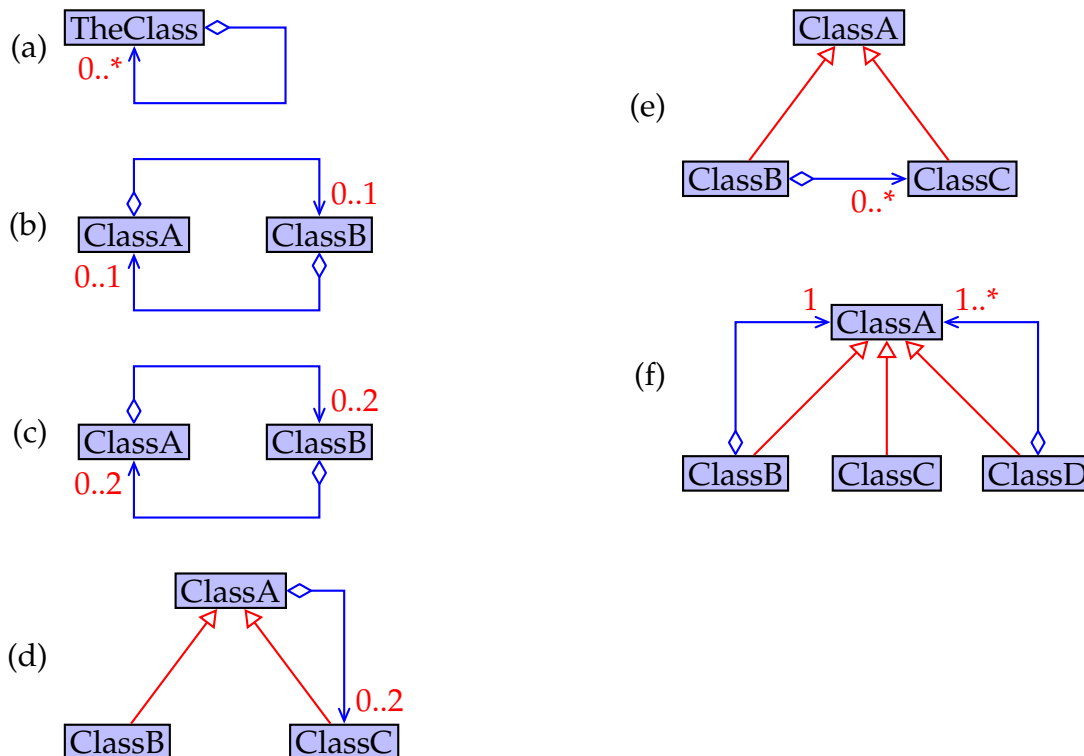 (a)
TheClass
0..*
(b)
0..1
ClassA ClassB
0..1
(c)
0..2
ClassA ClassB
0..2
(d)
ClassA
0..2
ClassB ClassC
(e)
ClassA
ClassB ClassC
0..*
(f)
1 1..*
ClassA
ClassB ClassC ClassD